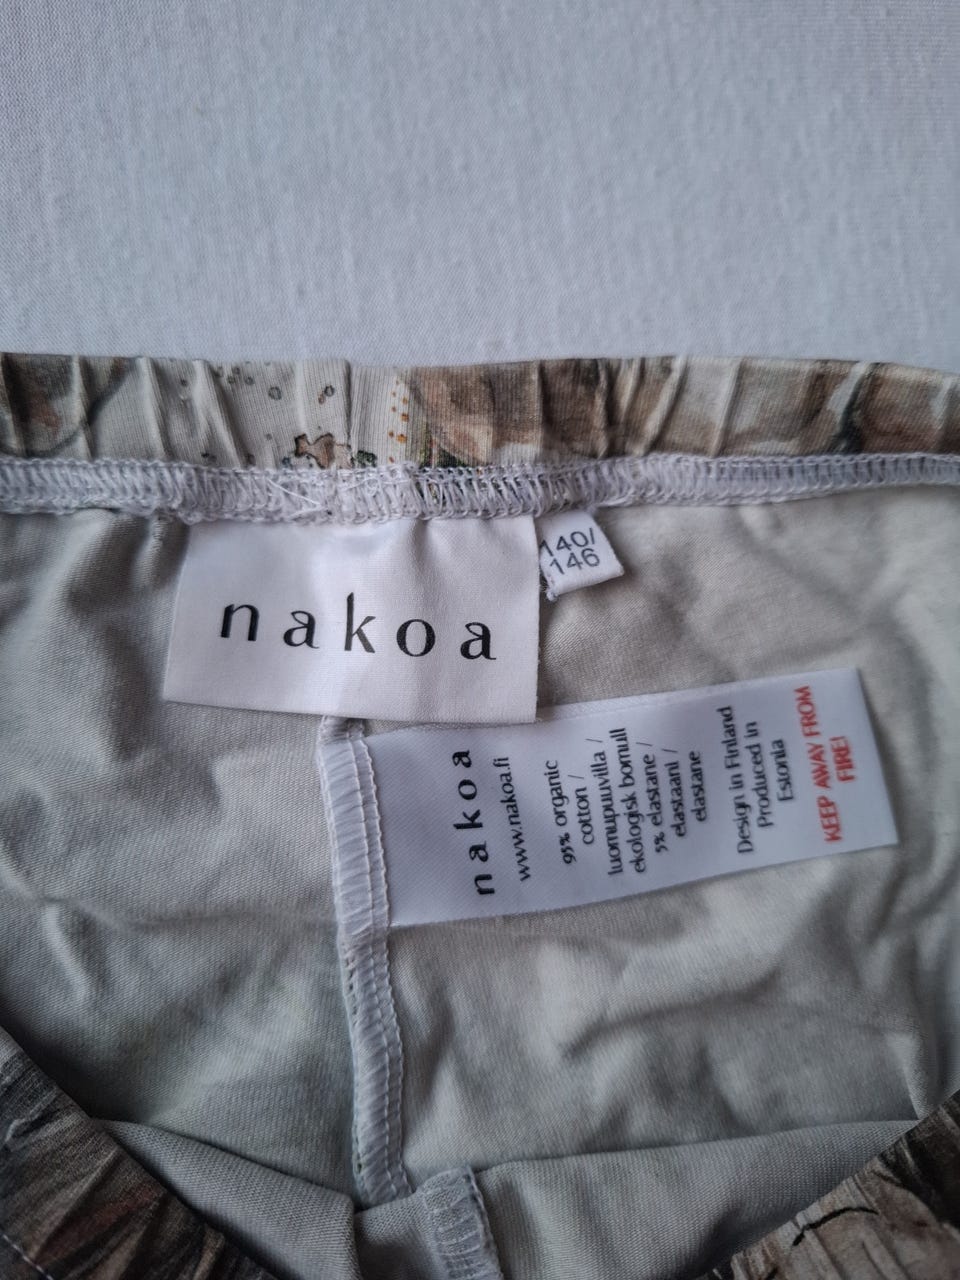 nakoa
140/
146
nakoa
www.nakoa.fi
95% organic
cotton /
luomupuuvilla /
ekologisk bomull
5% elastane /
elastaani /
elastane
Design in Finland
Produced in
Estonia
KEEP AWAY FROM
FIRE!